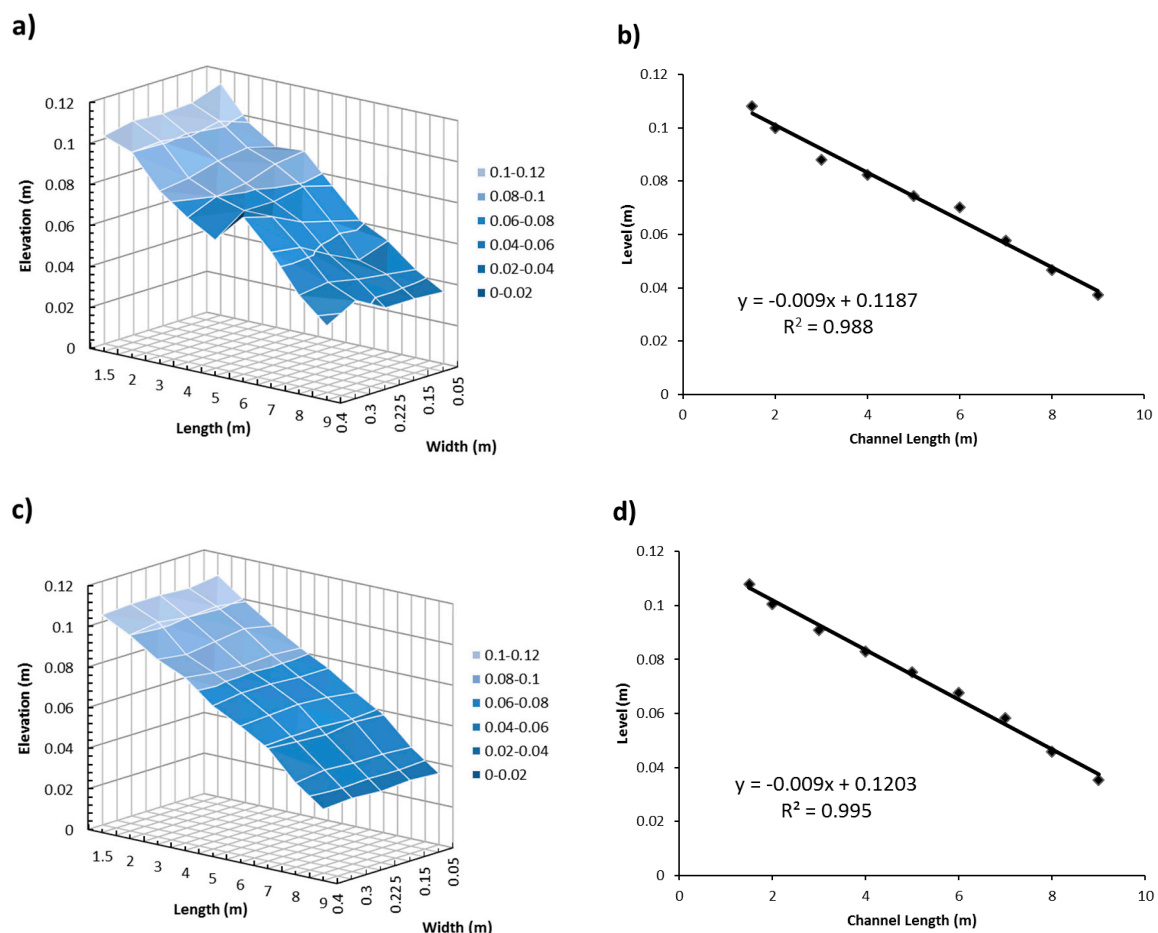 a)
0.12
0.1
0.08
0.06
0.04
0.02
0
Elevation (m)
1.5 2 3 4 5 6 7 8 9
Length (m)
0.4 0.3 0.225 0.15 0.05
Width (m)
0.1-0.12
0.08-0.1
0.06-0.08
0.04-0.06
0.02-0.04
0-0.02
b)
0.12
0.1
0.08
0.06
0.04
0.02
0
Level (m)
y = -0.009x + 0.1187
R² = 0.988
0 2 4 6 8 10
Channel Length (m)
c)
0.12
0.1
0.08
0.06
0.04
0.02
0
Elevation (m)
1.5 2 3 4 5 6 7 8 9
Length (m)
0.4 0.3 0.225 0.15 0.05
Width (m)
0.1-0.12
0.08-0.1
0.06-0.08
0.04-0.06
0.02-0.04
0-0.02
d)
0.12
0.1
0.08
0.06
0.04
0.02
0
Level (m)
y = -0.009x + 0.1203
R² = 0.995
0 2 4 6 8 10
Channel Length (m)